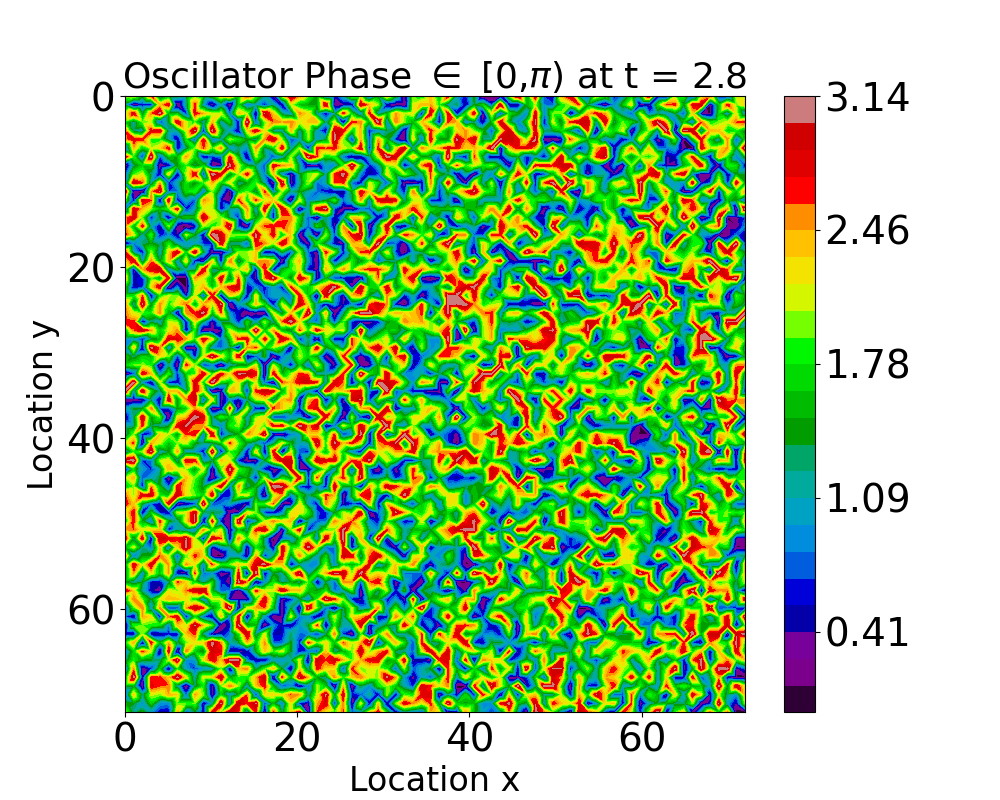 Oscillator Phase ∈ [0,π) at t = 2.8
0
20
40
60
Location y
0 20 40 60
Location x
3.14
2.46
1.78
1.09
0.41